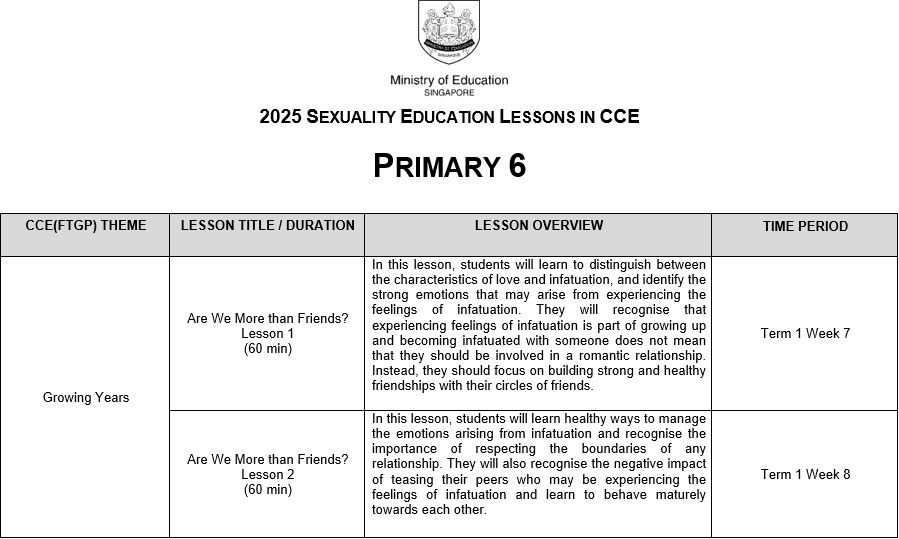 Ministry of Education
SINGAPORE
2025 SEXUALITY EDUCATION LESSONS IN CCE
PRIMARY 6
CCE(FTGP) THEME
LESSON TITLE / DURATION
LESSON OVERVIEW
TIME PERIOD
Growing Years
Are We More than Friends?
Lesson 1
(60 min)
In this lesson, students will learn to distinguish between
the characteristics of love and infatuation, and identify the
strong emotions that may arise from experiencing the
feelings of infatuation. They will recognise that
experiencing feelings of infatuation is part of growing up
and becoming infatuated with someone does not mean
that they should be involved in a romantic relationship.
Instead, they should focus on building strong and healthy
friendships with their circles of friends.
Term 1 Week 7
Are We More than Friends?
Lesson 2
(60 min)
In this lesson, students will learn healthy ways to manage
the emotions arising from infatuation and recognise the
importance of respecting the boundaries of any
relationship. They will also recognise the negative impact
of teasing their peers who may be experiencing the
feelings of infatuation and learn to behave maturely
towards each other.
Term 1 Week 8